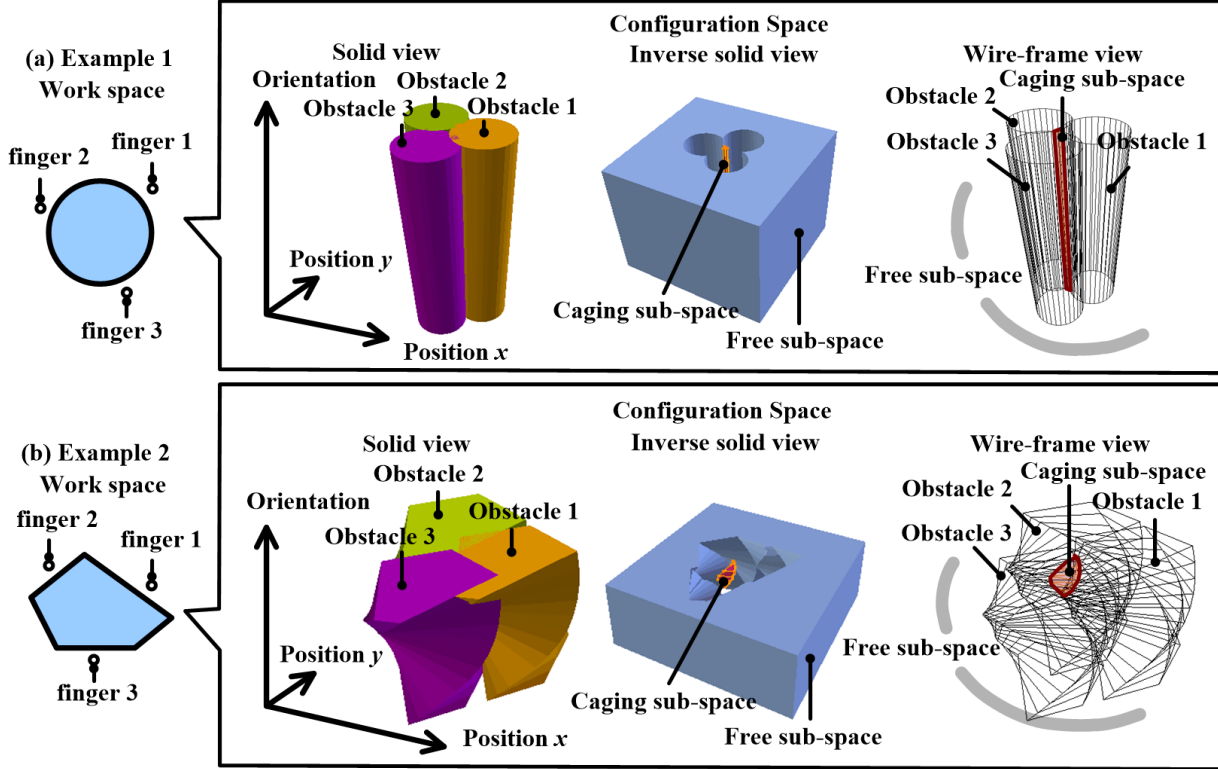 (a) Example 1
Work space
finger 1
finger 2
finger 3
Configuration Space
Solid view
Inverse solid view
Wire-frame view
Orientation
Obstacle 2
Obstacle 3
Obstacle 1
Position y
Position x
Caging sub-space
Free sub-space
Caging sub-space
Obstacle 2
Obstacle 3
Obstacle 1
Free sub-space
(b) Example 2
Work space
finger 2
finger 1
finger 3
Configuration Space
Solid view
Inverse solid view
Wire-frame view
Orientation
Obstacle 2
Obstacle 1
Obstacle 3
Position y
Position x
Caging sub-space
Free sub-space
Caging sub-space
Obstacle 2
Obstacle 1
Obstacle 3
Free sub-space